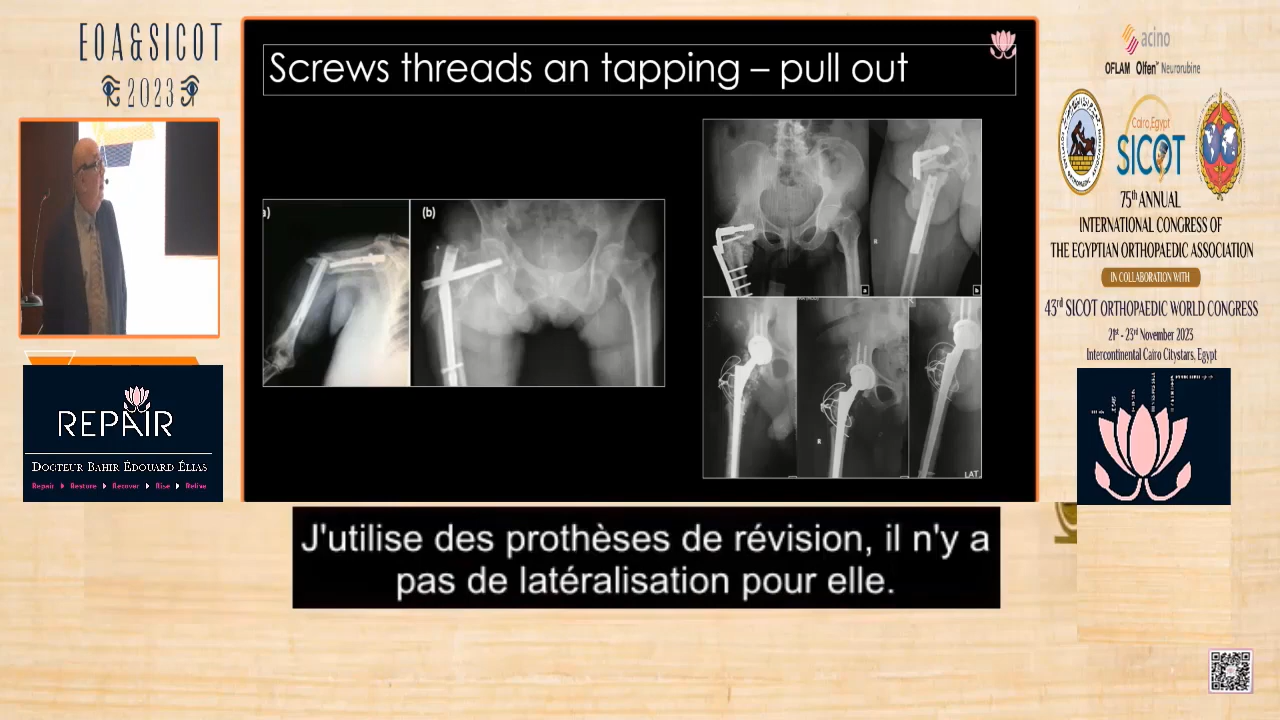 EOA&SICOT
2023
Screws threads an tapping – pull out
a)
(b)
R
a
b
R
LAT.
acino
OFLAM Olfen Neurorubine
Cairo,Egypt
SICOT
75th ANNUAL
INTERNATIONAL CONGRESS OF
THE EGYPTIAN ORTHOPAEDIC ASSOCIATION
IN COLLABORATION WITH
43rd SICOT ORTHOPAEDIC WORLD CONGRESS
21st - 23rd November 2023
Intercontinental Cairo Citystars, Egypt
REPAIR
DOCTEUR BAHIR ÉDOUARD ÉLIAS
Repair Restore Recover Rise Relive
J'utilise des prothèses de révision, il n'y a
pas de latéralisation pour elle.